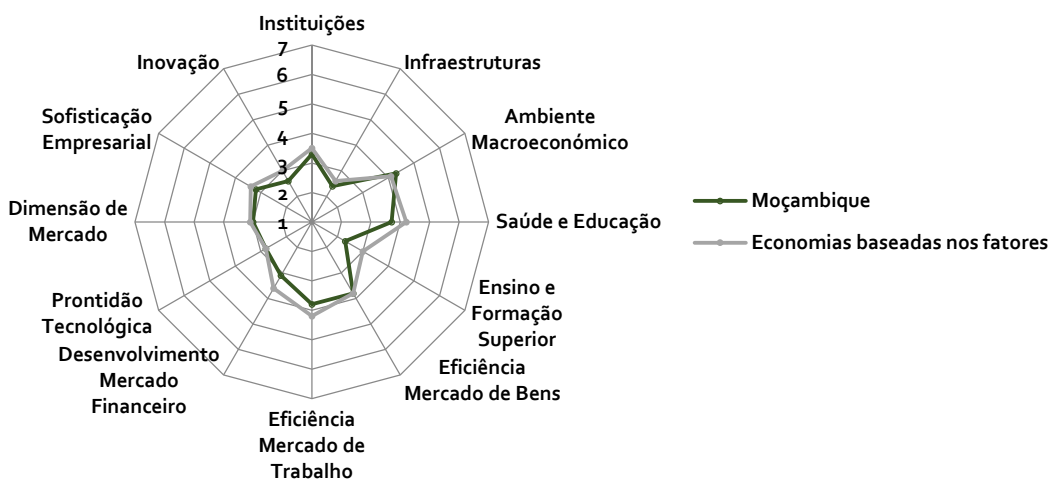 Instituições
Infraestruturas
Ambiente
Macroeconómico
Saúde e Educação
Ensino e
Formação
Superior
Eficiência
Mercado de Bens
Eficiência
Mercado de
Trabalho
Desenvolvimento
Mercado
Financeiro
Prontidão
Tecnológica
Dimensão de
Mercado
Sofisticação
Empresarial
Inovação
7
6
5
4
3
2
1
Moçambique
Economias baseadas nos fatores